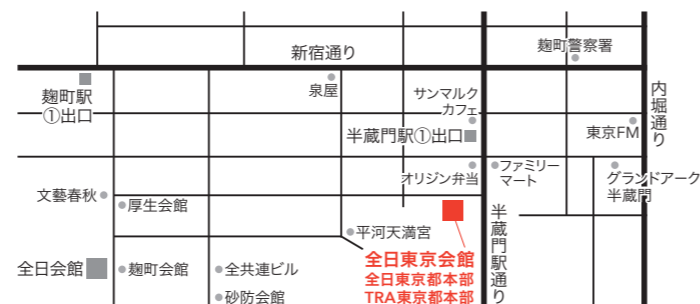 新宿通り
麹町警察署
麹町駅
①出口
泉屋
サンマルク
カフェ
内堀通り
半蔵門駅①出口
東京FM
オリジン弁当
ファミリー
マート
グランドアーク
半蔵門
文藝春秋
厚生会館
半蔵門駅通り
平河天満宮
全日会館
麹町会館
全共連ビル
砂防会館
全日東京会館
全日東京都本部
TRA東京都本部